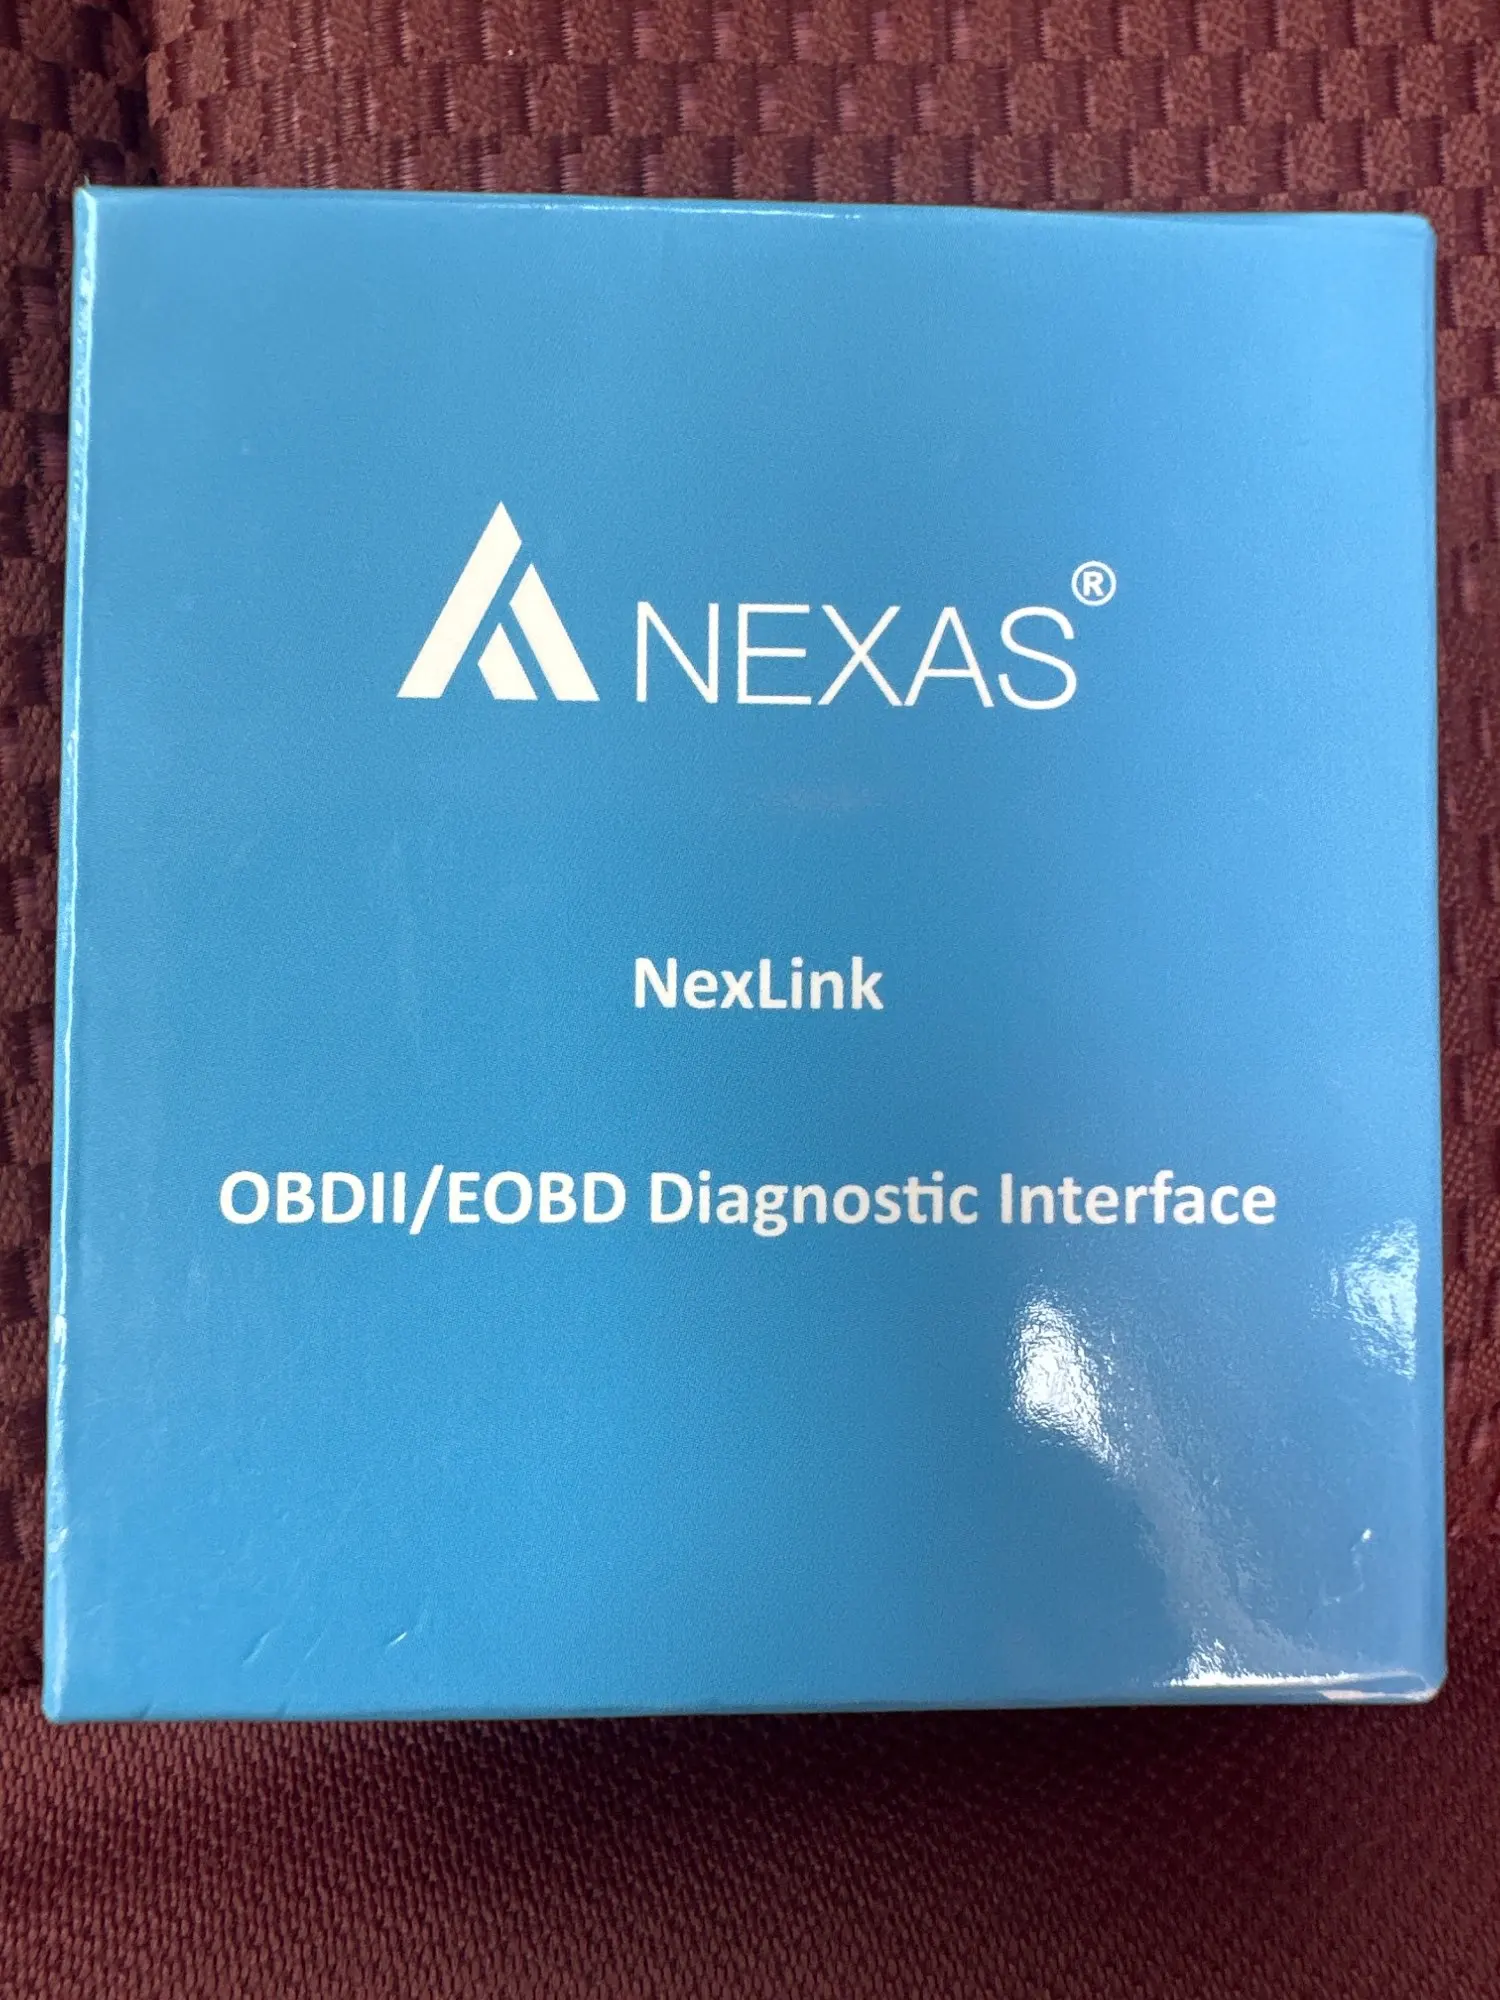 NEXAS®
NexLink
OBDII/EOBD Diagnostic Interface